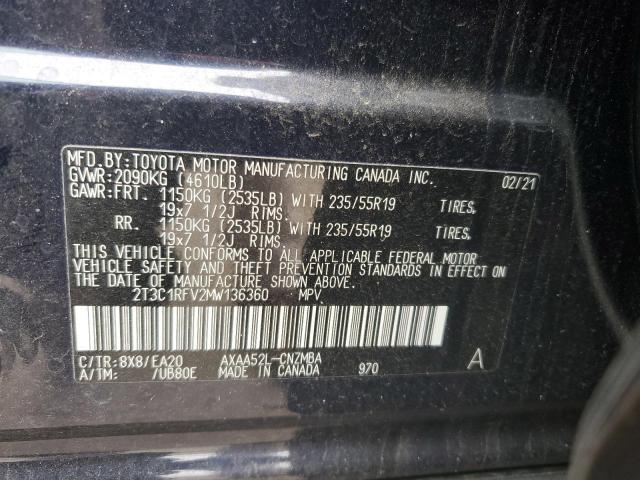 MFD.BY:TOYOTA MOTOR MANUFACTURING CANADA INC. 02/21
GVWR:2090KG (4610LB)
GAWR:FRT. 1150KG (2535LB) WITH 235/55R19 TIRES,
19x7 1/2J RIMS.
RR. 1150KG (2535LB) WITH 235/55R19 TIRES,
19x7 1/2J RIMS.
THIS VEHICLE CONFORMS TO ALL APPLICABLE FEDERAL MOTOR
VEHICLE SAFETY AND THEFT PREVENTION STANDARDS IN EFFECT ON
THE DATE OF MANUFACTURE SHOWN ABOVE.
2T3C1RFV2MW136360 MPV
C/TR:8X8/EA20 AXAA52L-CNZMBA A
A/TM: /UB80E MADE IN CANADA 970